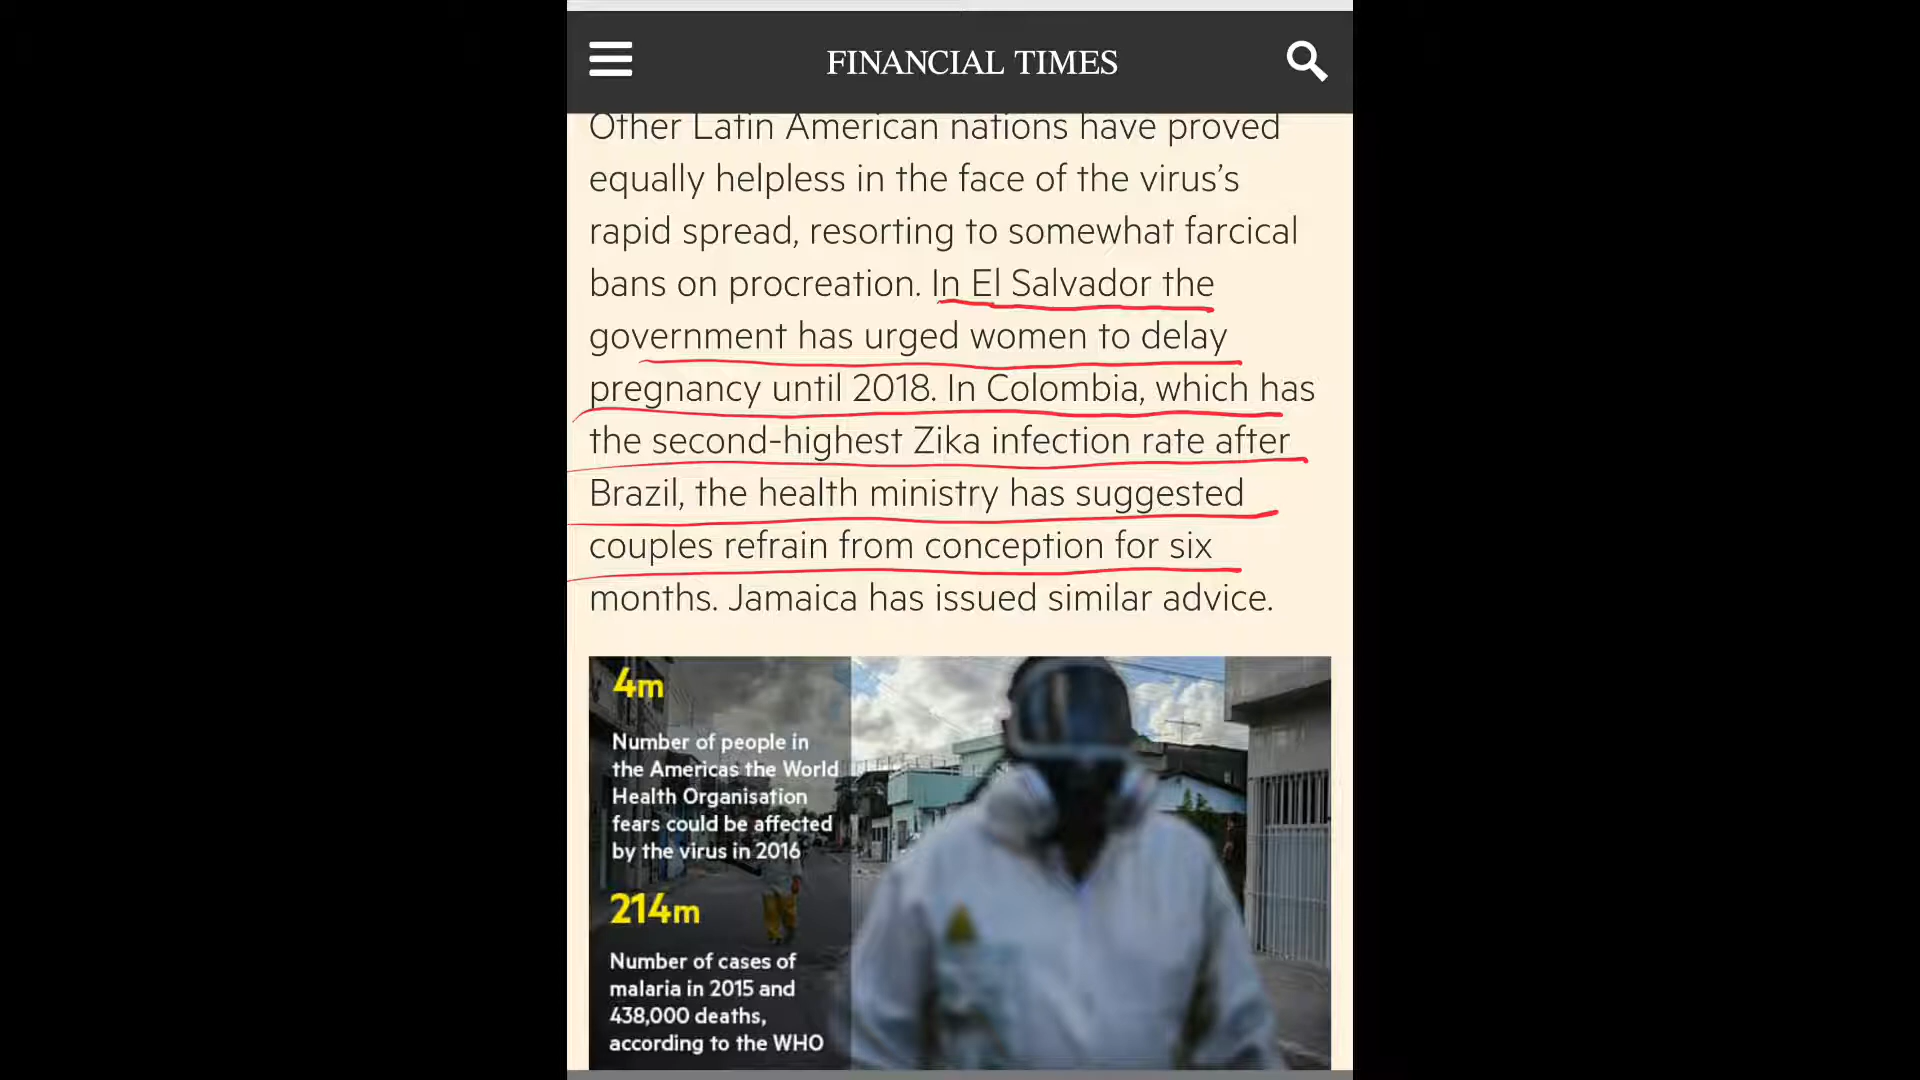 FINANCIAL TIMES
Other Latin American nations have proved
equally helpless in the face of the virus’s
rapid spread, resorting to somewhat farcical
bans on procreation. In El Salvador the
government has urged women to delay
pregnancy until 2018. In Colombia, which has
the second-highest Zika infection rate after
Brazil, the health ministry has suggested
couples refrain from conception for six
months. Jamaica has issued similar advice.
4m
Number of people in
the Americas the World
Health Organisation
fears could be affected
by the virus in 2016
214m
Number of cases of
malaria in 2015 and
438,000 deaths,
according to the WHO